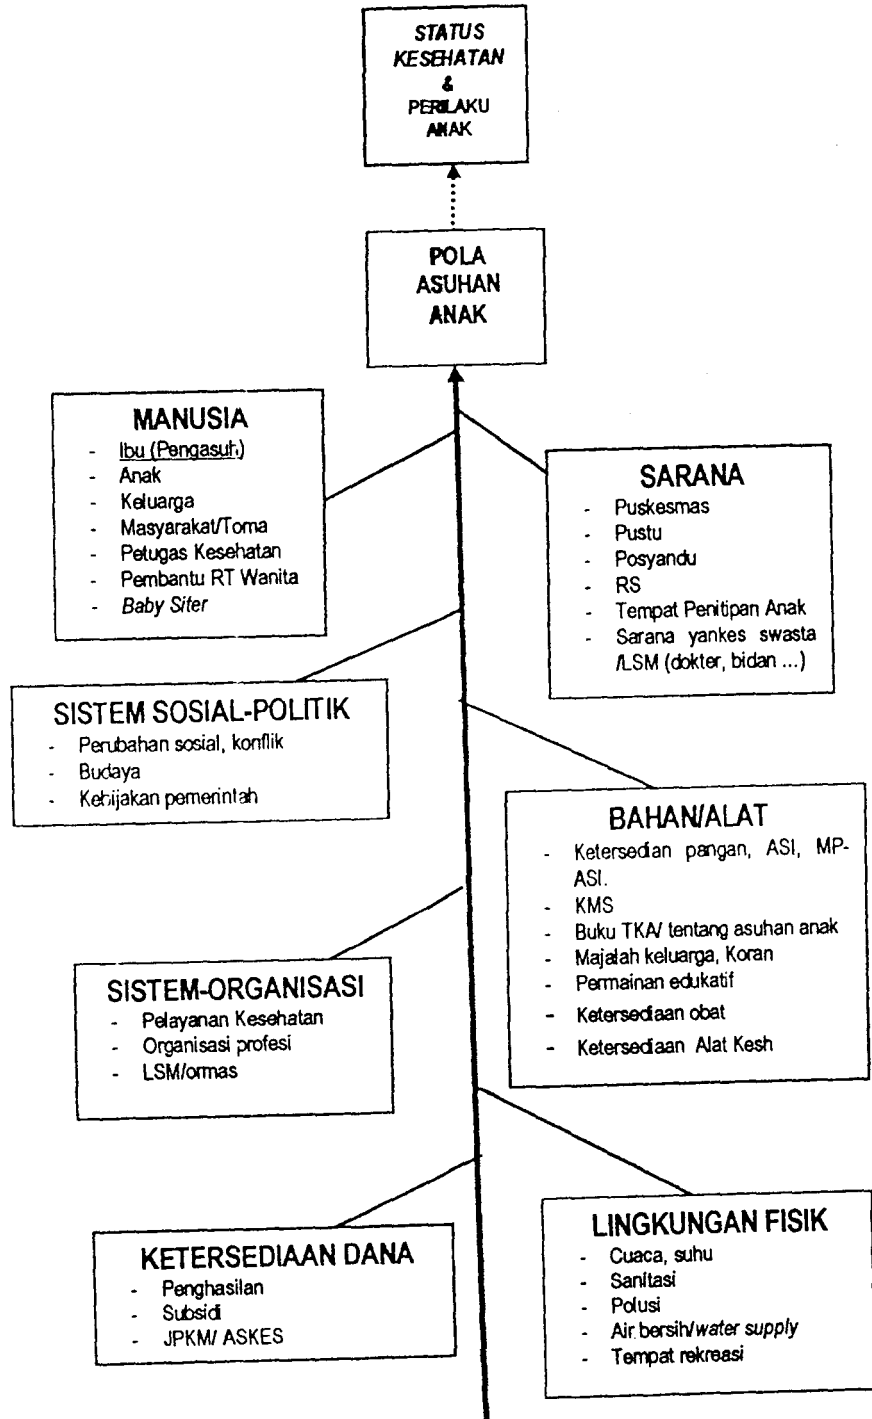 STATUS
KESEHATAN
&
PERILAKU
ANAK
POLA
ASUHAN
ANAK
MANUSIA
- Ibu (Pengasuh)
- Anak
- Keluarga
- Masyarakat/Toma
- Petugas Kesehatan
- Pembantu RT Wanita
- Baby Siter
SARANA
- Puskesmas
- Pustu
- Posyandu
- RS
- Tempat Penitipan Anak
- Sarana yankes swasta
/LSM (dokter, bidan ...)
SISTEM SOSIAL-POLITIK
- Perubahan sosial, konflik
- Budaya
- Kebijakan pemerintah
BAHAN/ALAT
- Ketersedian pangan, ASI, MP-
ASI.
- KMS
- Buku TKA/ tentang asuhan anak
- Majalah keluarga, Koran
- Permainan edukatif
- Ketersediaan obat
- Ketersediaan Alat Kesh
SISTEM-ORGANISASI
- Pelayanan Kesehatan
- Organisasi profesi
- LSM/ormas
KETERSEDIAAN DANA
- Penghasilan
- Subsidi
- JPKM/ ASKES
LINGKUNGAN FISIK
- Cuaca, suhu
- Sanitasi
- Polusi
- Air bersih/water supply
- Tempat rekreasi